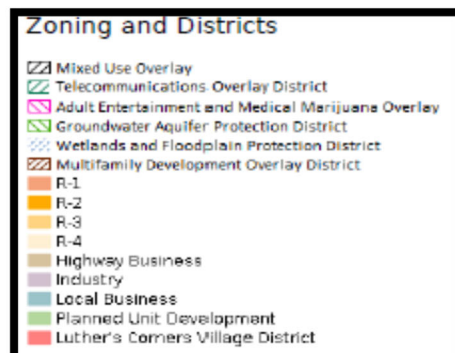 Zoning and Districts
Mixed Use Overlay
Telecommunications Overlay District
Adult Entertainment and Medical Marijuana Overlay
Groundwater Aquifer Protection District
Wetlands and Floodplain Protection District
Multifamily Development Overlay District
R-1
R-2
R-3
R-4
Highway Business
Industry
Local Business
Planned Unit Development
Luther's Corners Village District